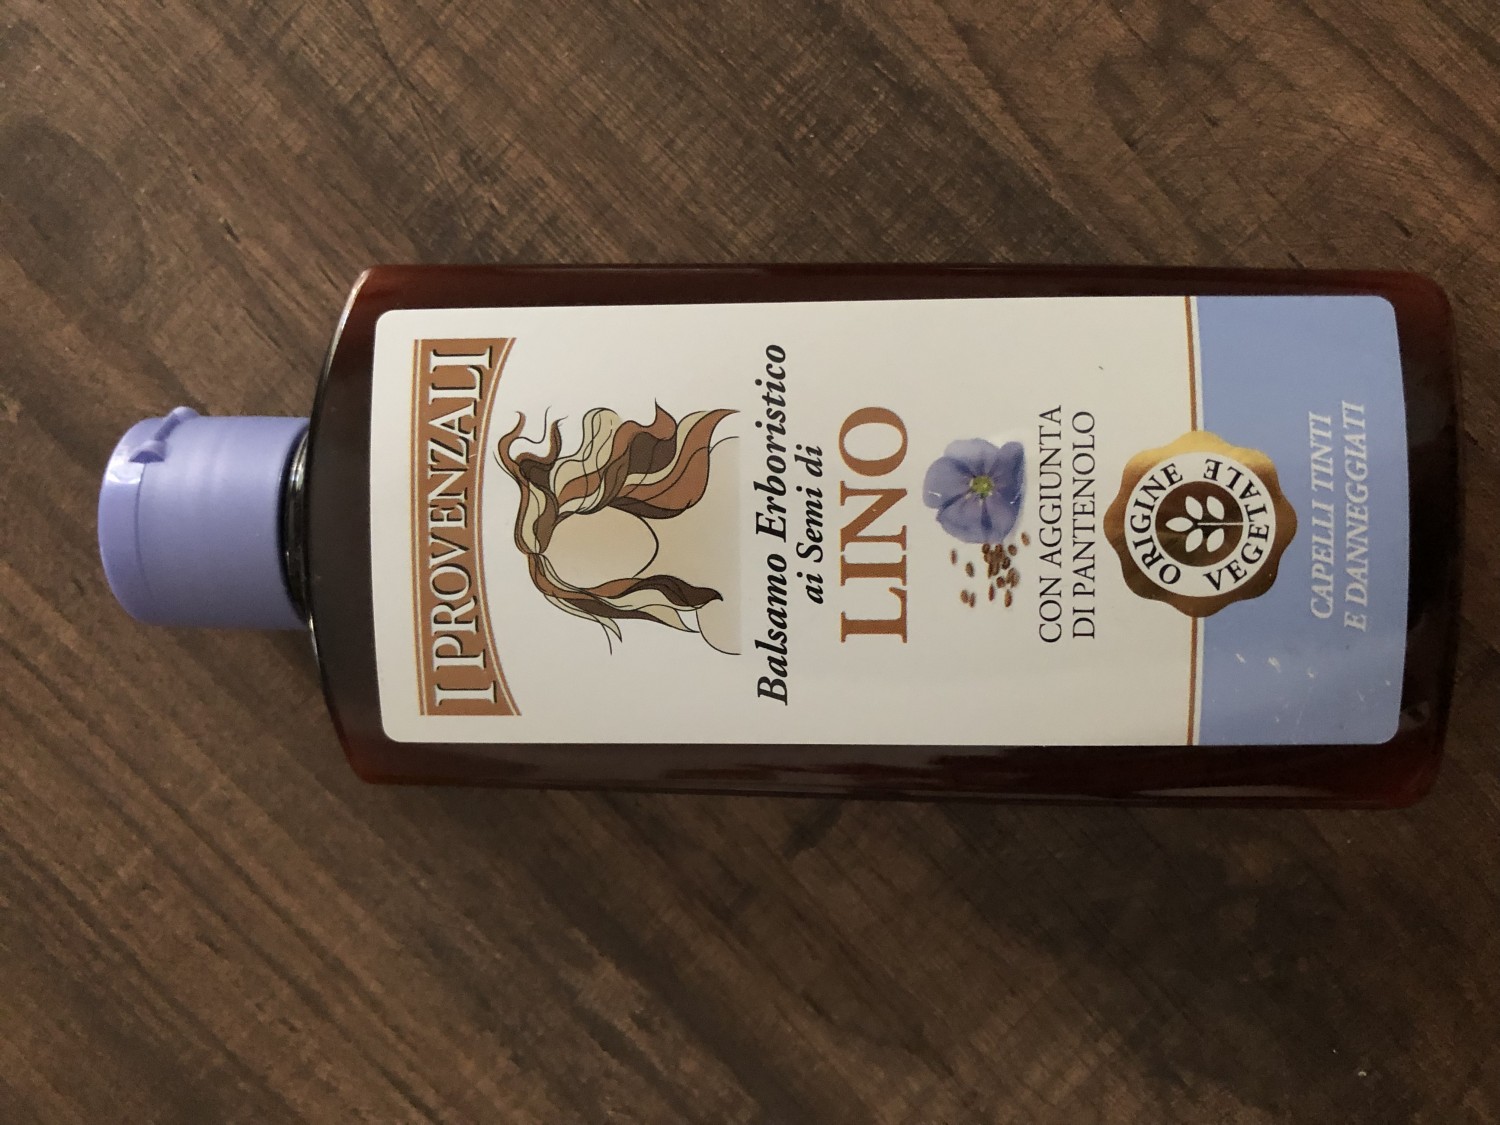 I PROVENZALI
Balsamo Erboristico
ai Semi di
LINO
CON AGGIUNTA
DI PANTENOLO
ORIGINE
VEGETALE
CAPELLI TINTI
E DANNEGGIATI